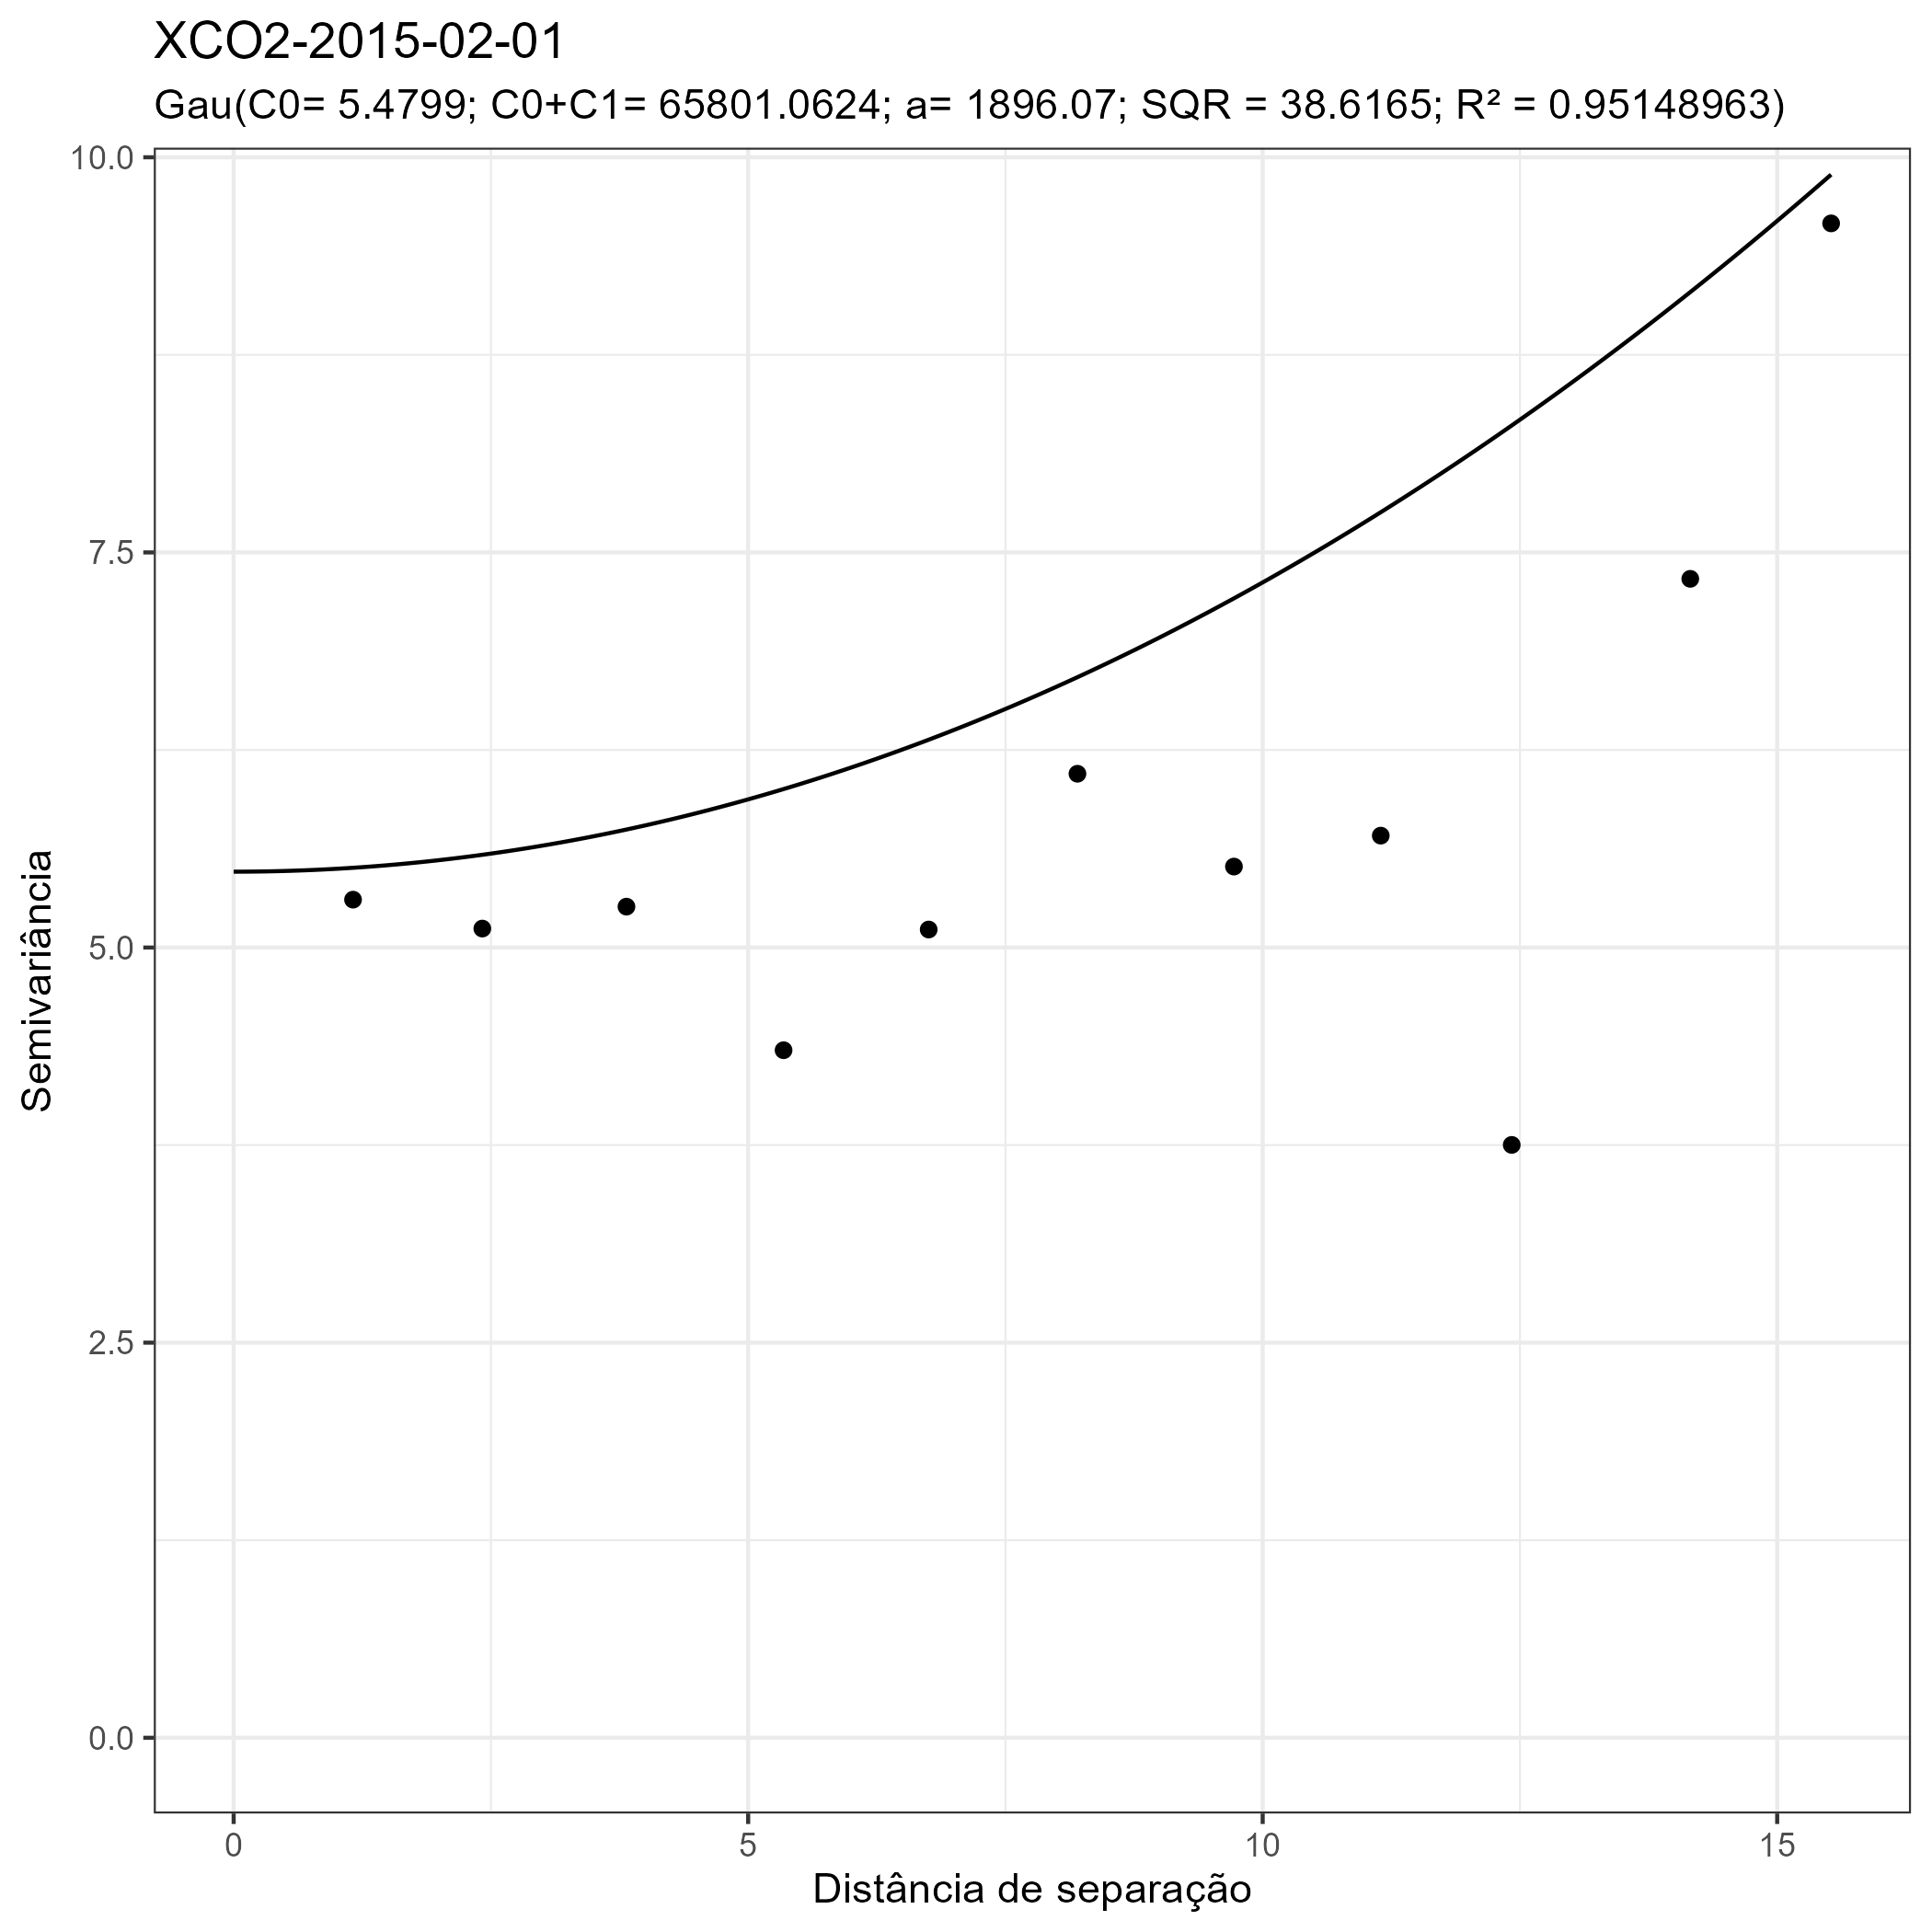 XCO2-2015-02-01
Gau(C0= 5.4799; C0+C1= 65801.0624; a= 1896.07; SQR = 38.6165; R² = 0.95148963)
10.0
7.5
5.0
2.5
0.0
Semivariância
0 5 10 15
Distância de separação